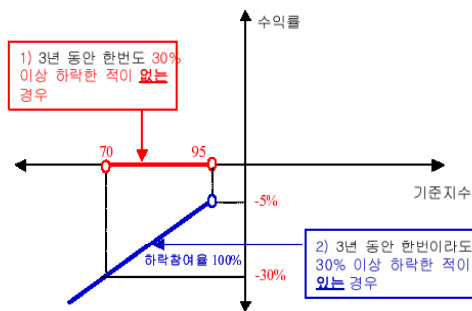 수익률
1) 3년 동안 한번도 30%
이상 하락한 적이 없는
경우
70
95
기준지수
-5%
하락참여율 100%
-30%
2) 3년 동안 한번이라도
30% 이상 하락한 적이
있는 경우